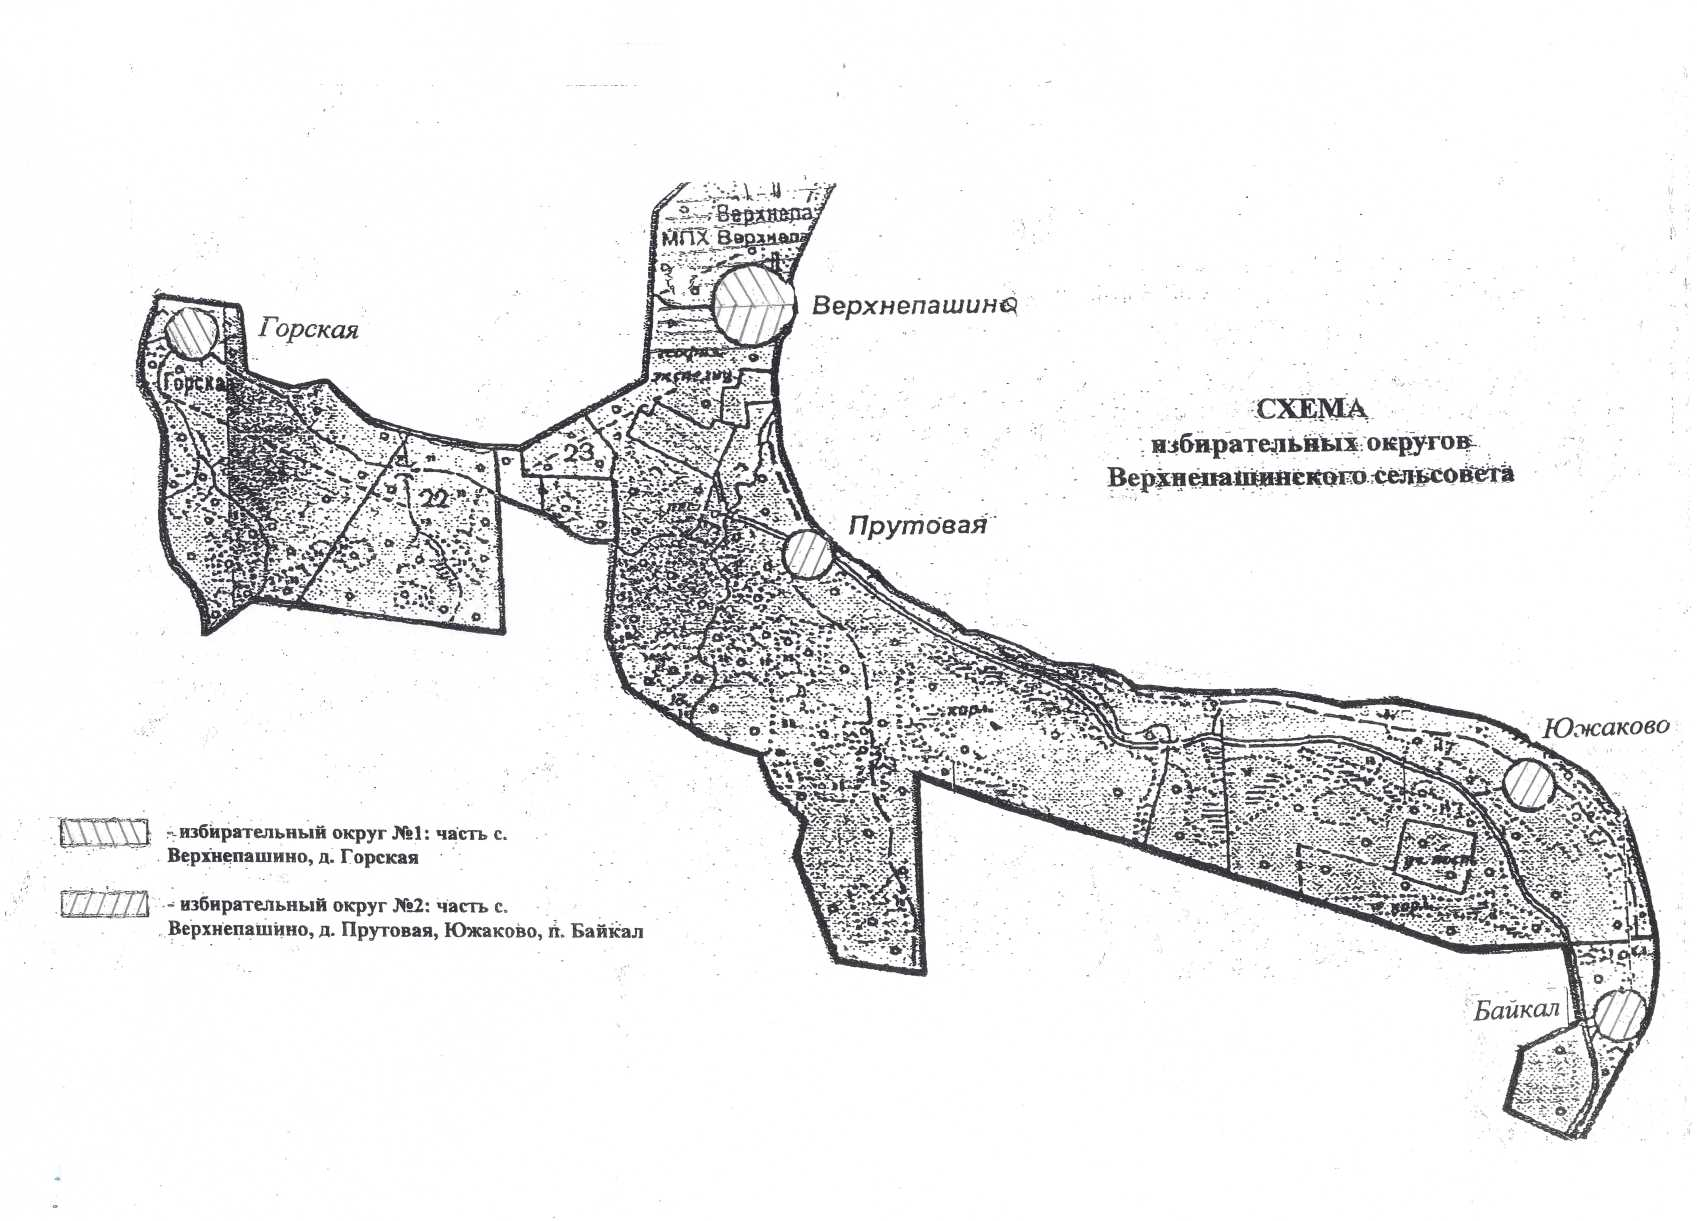 Верхнепа
МПХ Верхнепа
Верхнепашино
Горская
Горская
СХЕМА
избирательных округов
Верхнепашинского сельсовета
23
22
Прутовая
Южаково
- избирательный округ №1: часть с.
Верхнепашино, д. Горская
- избирательный округ №2: часть с.
Верхнепашино, д. Прутовая, Южаково, п. Байкал
Байкал